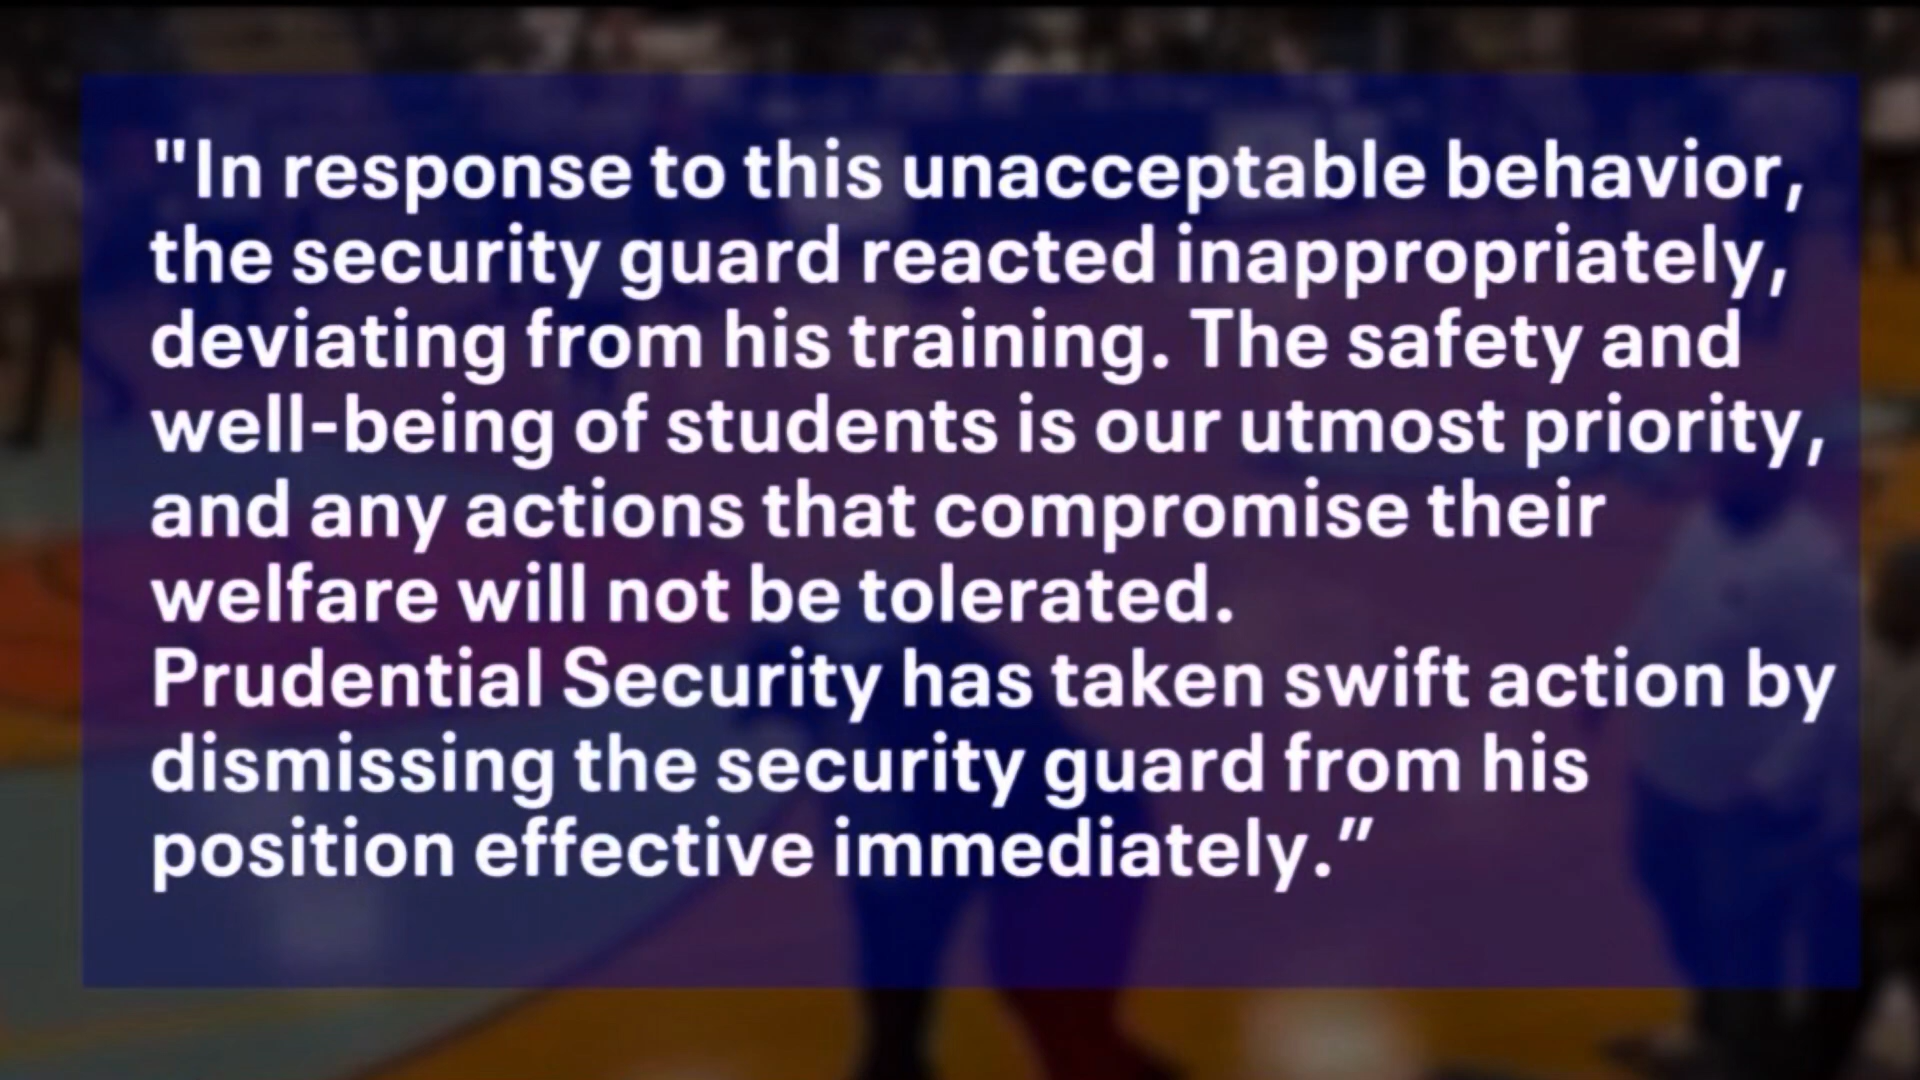 "In response to this unacceptable behavior,
the security guard reacted inappropriately,
deviating from his training. The safety and
well-being of students is our utmost priority,
and any actions that compromise their
welfare will not be tolerated.
Prudential Security has taken swift action by
dismissing the security guard from his
position effective immediately.”